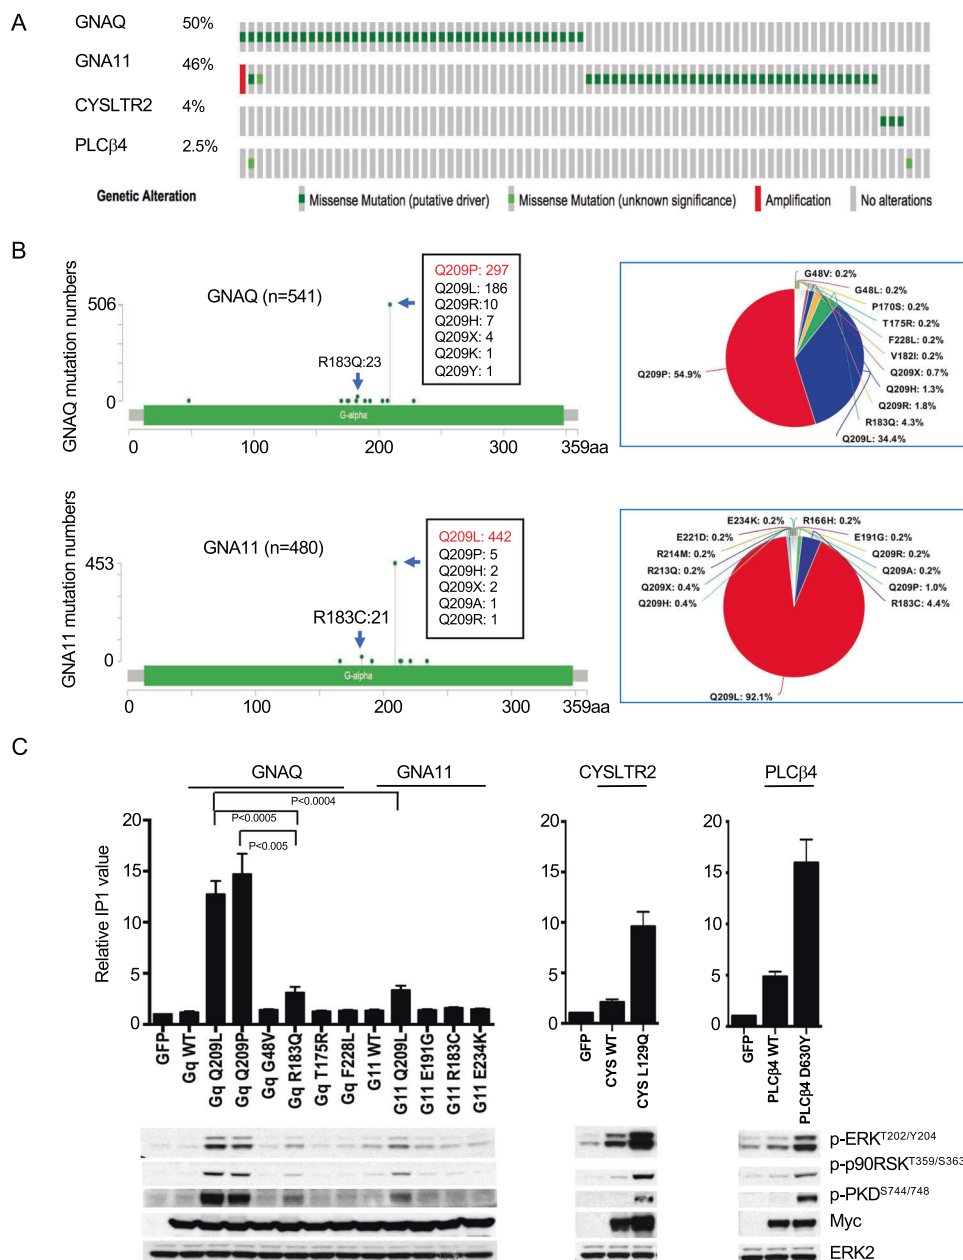 A
GNAQ 50%
GNA11 46%
CYSLTR2 4%
PLCβ4 2.5%
Genetic Alteration
Missense Mutation (putative driver)
Missense Mutation (unknown significance)
Amplification
No alterations
B
GNAQ mutation numbers
GNAQ (n=541)
506
0
R183Q:23
Q209P: 297
Q209L: 186
Q209R:10
Q209H: 7
Q209X: 4
Q209K: 1
Q209Y: 1
G-alpha
0 100 200 300 359aa
G48V: 0.2%
G48L: 0.2%
P170S: 0.2%
T175R: 0.2%
F228L: 0.2%
V182I: 0.2%
Q209X: 0.7%
Q209H: 1.3%
Q209R: 1.8%
R183Q: 4.3%
Q209L: 34.4%
Q209P: 54.9%
GNA11 mutation numbers
GNA11 (n=480)
453
0
R183C:21
Q209L: 442
Q209P: 5
Q209H: 2
Q209X: 2
Q209A: 1
Q209R: 1
G-alpha
0 100 200 300 359aa
E234K: 0.2% R166H: 0.2%
E221D: 0.2% E191G: 0.2%
R214M: 0.2% Q209R: 0.2%
R213Q: 0.2% Q209A: 0.2%
Q209X: 0.4% Q209P: 1.0%
Q209H: 0.4% R183C: 4.4%
Q209L: 92.1%
C
GNAQ GNA11 CYSLTR2 PLCβ4
P<0.0004
P<0.0005
P<0.005
Relative IP1 value
20
15
10
5
0
GFP
Gq WT
Gq Q209L
Gq Q209P
Gq G48V
Gq R183Q
Gq T175R
Gq F228L
G11 WT
G11 Q209L
G11 E191G
G11 R183C
G11 E234K
20
15
10
5
0
GFP
CYS WT
CYS L129Q
20
15
10
5
0
GFP
PLCβ4 WT
PLCβ4 D630Y
p-ERKT202/Y204
p-p90RSKT359/S363
p-PKDS744/748
Myc
ERK2